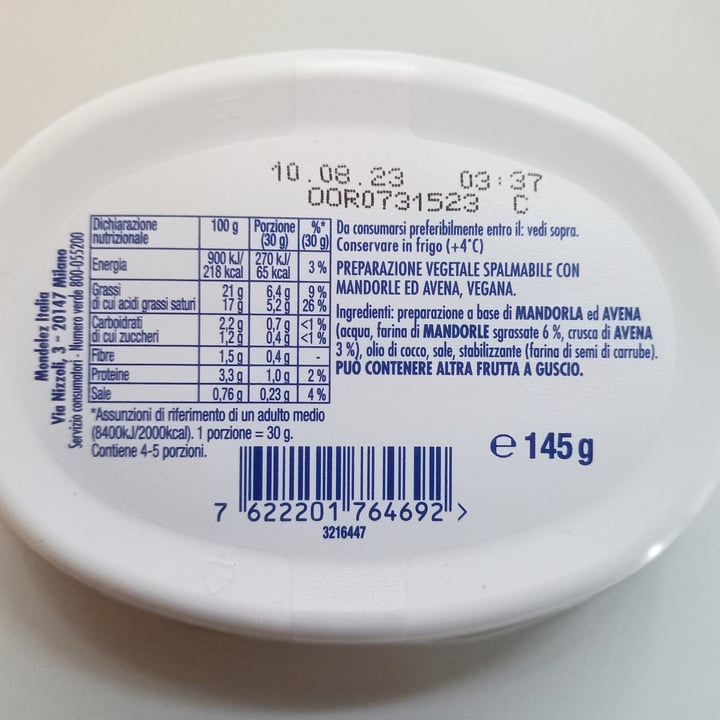 10.08.23 03:37
OOR0731523 C
Dichiarazione nutrizionale 100 g Porzione (30 g) %* (30 g)
Energia 900 kJ/ 218 kcal 270 kJ/ 65 kcal 3 %
Grassi 21 g 6,4 g 9 %
di cui acidi grassi saturi 17 g 5,2 g 26 %
Carboidrati 2,2 g 0,7 g <1 %
di cui zuccheri 1,2 g 0,4 g <1 %
Fibre 1,5 g 0,4 g -
Proteine 3,3 g 1,0 g 2 %
Sale 0,76 g 0,23 g 4 %
*Assunzioni di riferimento di un adulto medio
(8400kJ/2000kcal). 1 porzione = 30 g.
Contiene 4-5 porzioni.
Da consumarsi preferibilmente entro il: vedi sopra.
Conservare in frigo (+4°C)
PREPARAZIONE VEGETALE SPALMABILE CON
MANDORLE ED AVENA, VEGANA.
Ingredienti: preparazione a base di MANDORLA ed AVENA
(acqua, farina di MANDORLE sgrassate 6 %, crusca di AVENA
3 %), olio di cocco, sale, stabilizzante (farina di semi di carrube).
PUÒ CONTENERE ALTRA FRUTTA A GUSCIO.
Mondelez Italia
Via Nizzoli, 3 - 20147 Milano
Servizio consumatori - Numero verde 800-055200
e 145 g
7 622201 764692 >
3216447